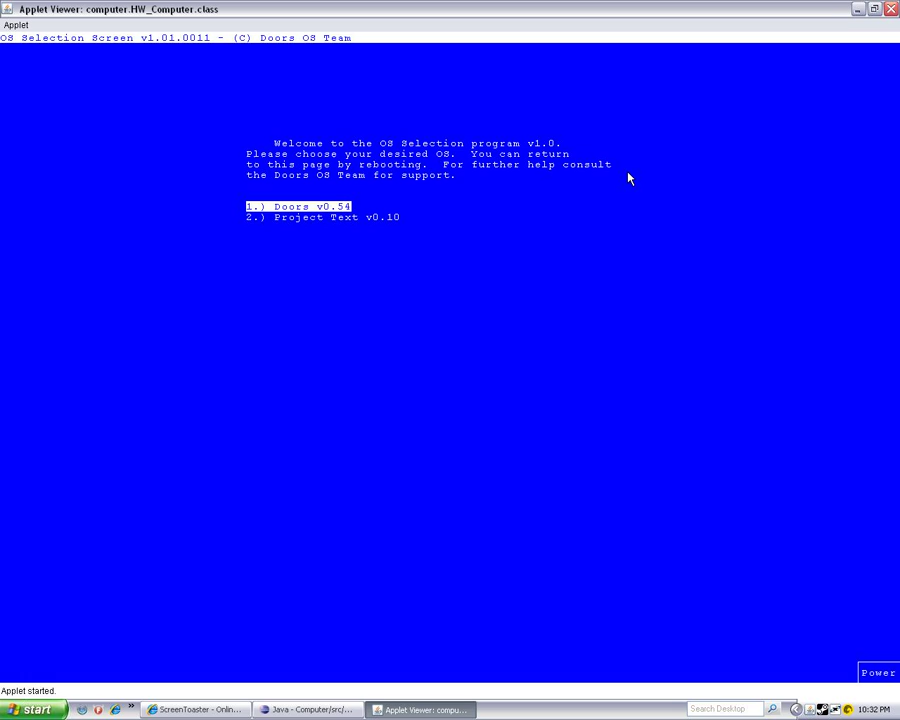 Applet Viewer: computer.HW_Computer.class
Applet
OS Selection Screen v1.01.0011 - (C) Doors OS Team
Welcome to the OS Selection program v1.0.
Please choose your desired OS. You can return
to this page by rebooting. For further help consult
the Doors OS Team for support.
1.) Doors v0.54
2.) Project Text v0.10
Power
Applet started.
start
ScreenToaster - Onlin...
Java - Computer/src/...
Applet Viewer: compu...
Search Desktop
10:32 PM